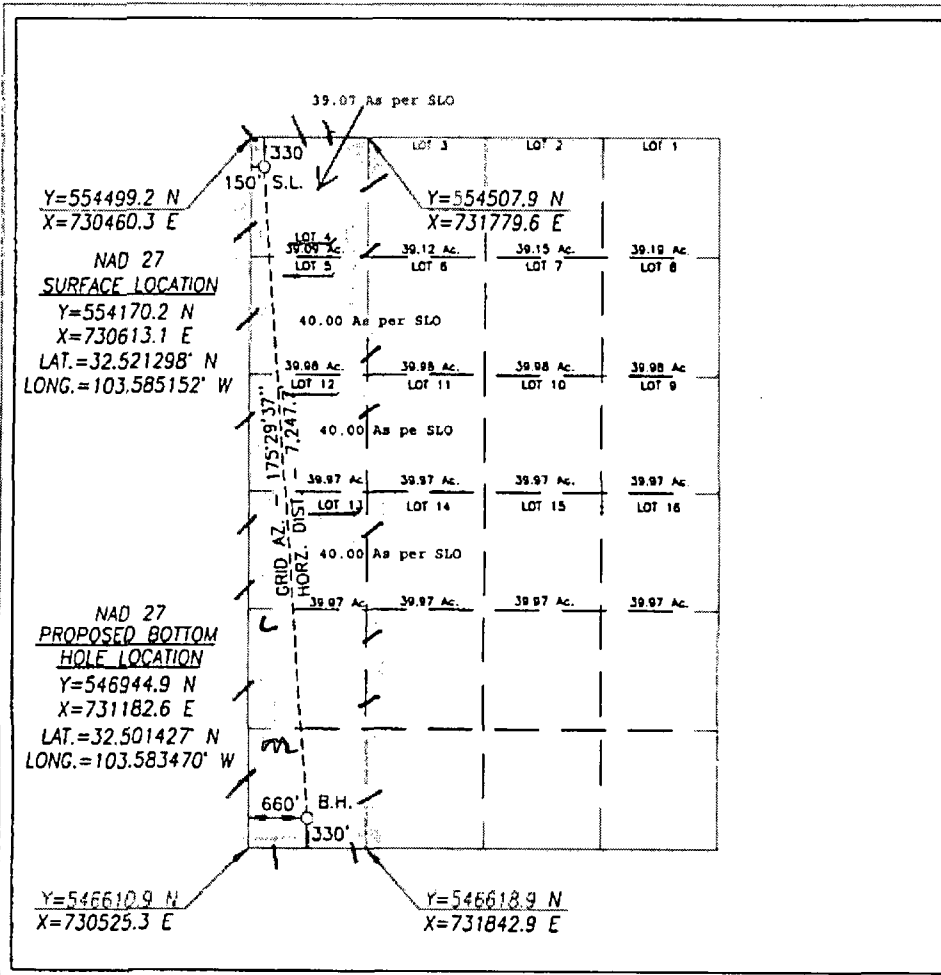 39.07 As per SLO
LOT 3
LOT 2
LOT 1
330'
150' S.L.
Y=554499.2 N
X=730460.3 E
Y=554507.9 N
X=731779.6 E
LOT 4
39.09 Ac.
39.12 Ac.
39.15 Ac.
39.19 Ac.
LOT 5
LOT 6
LOT 7
LOT 8
NAD 27
SURFACE LOCATION
Y=554170.2 N
X=730613.1 E
LAT.=32.521298° N
LONG.=103.585152° W
40.00 As per SLO
39.98 Ac.
39.98 Ac.
39.98 Ac.
39.98 Ac.
LOT 12
LOT 11
LOT 10
LOT 9
40.00 As pe SLO
GRID AZ. - 175°29'37"
HORZ. DIST - 7,247.7'
39.97 Ac.
39.97 Ac.
39.97 Ac.
39.97 Ac.
LOT 13
LOT 14
LOT 15
LOT 16
40.00 As per SLO
39.97 Ac.
39.97 Ac.
39.97 Ac.
39.97 Ac.
NAD 27
PROPOSED BOTTOM
HOLE LOCATION
Y=546944.9 N
X=731182.6 E
LAT.=32.501427° N
LONG.=103.583470° W
L
m
660' B.H.
330'
Y=546610.9 N
X=730525.3 E
Y=546618.9 N
X=731842.9 E